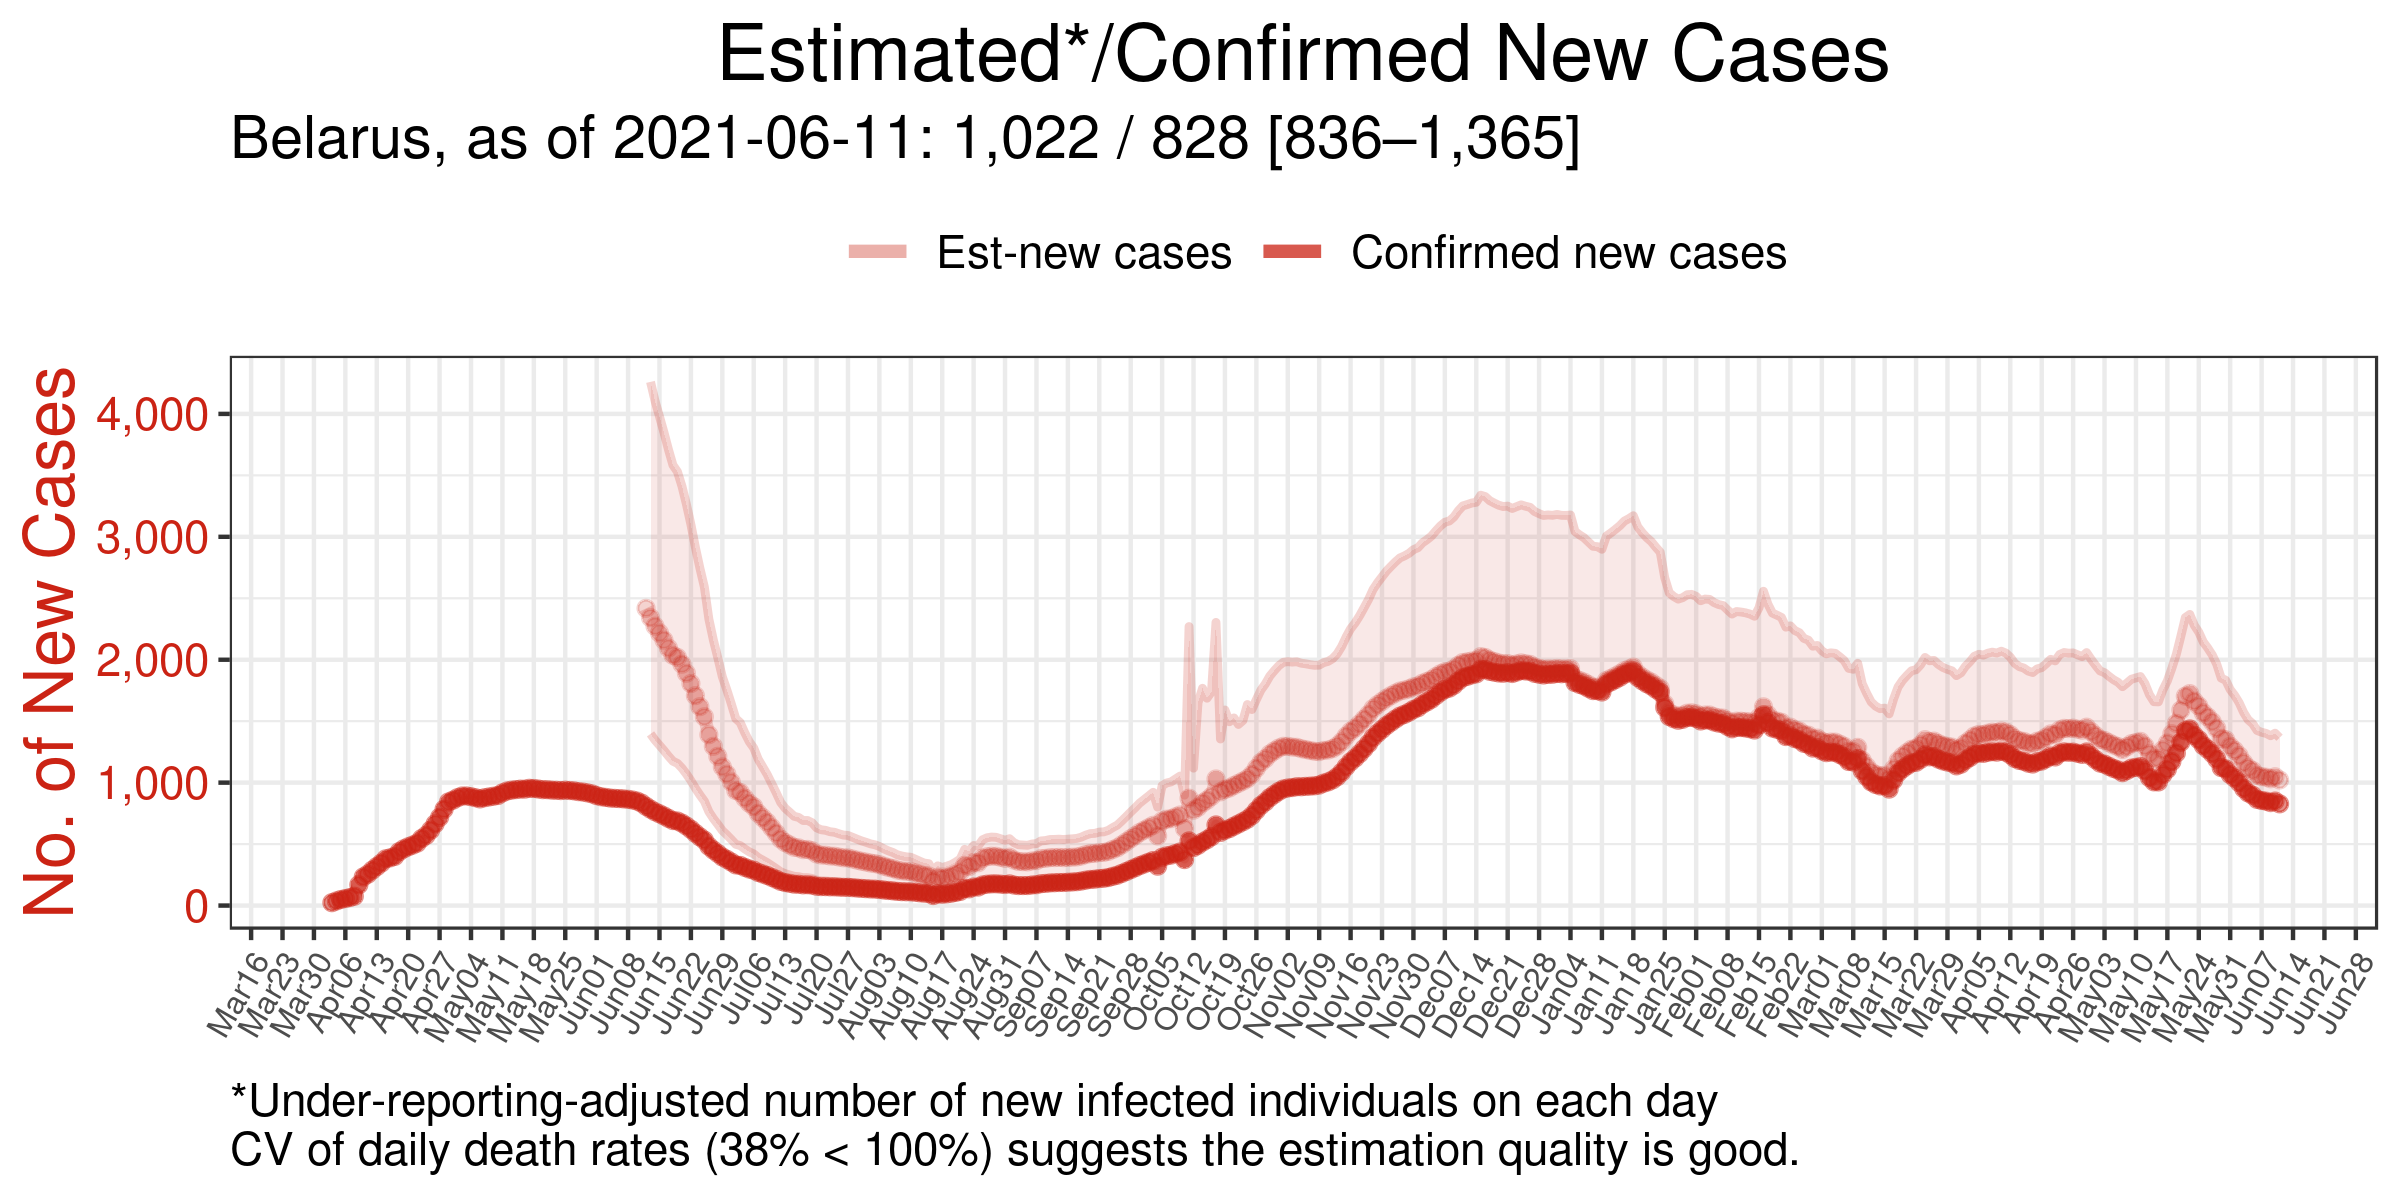 Estimated*/Confirmed New Cases
Belarus, as of 2021-06-11: 1,022 / 828 [836–1,365]
Est-new cases
Confirmed new cases
No. of New Cases
4,000
3,000
2,000
1,000
0
Mar16
Mar23
Mar30
Apr06
Apr13
Apr20
Apr27
May04
May11
May18
May25
Jun01
Jun08
Jun15
Jun22
Jun29
Jul06
Jul13
Jul20
Jul27
Aug03
Aug10
Aug17
Aug24
Aug31
Sep07
Sep14
Sep21
Sep28
Oct05
Oct12
Oct19
Oct26
Nov02
Nov09
Nov16
Nov23
Nov30
Dec07
Dec14
Dec21
Dec28
Jan04
Jan11
Jan18
Jan25
Feb01
Feb08
Feb15
Feb22
Mar01
Mar08
Mar15
Mar22
Mar29
Apr05
Apr12
Apr19
Apr26
May03
May10
May17
May24
May31
Jun07
Jun14
Jun21
Jun28
*Under-reporting-adjusted number of new infected individuals on each day
CV of daily death rates (38% < 100%) suggests the estimation quality is good.